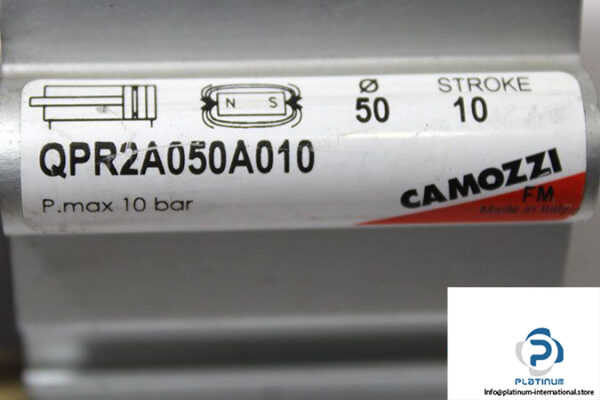 N S
Ø STROKE
50 10
QPR2A050A010
P.max 10 bar
CAMOZZI
FM
Made in Italy
PLATINUM
Info@platinum-international.store